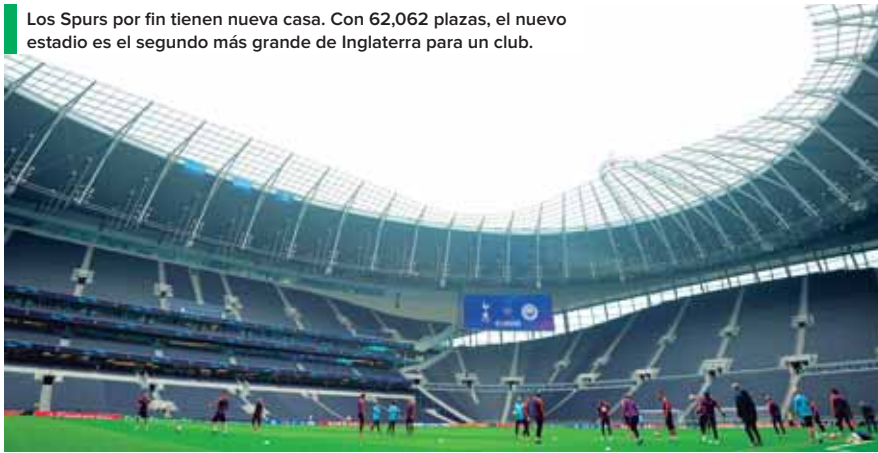 Los Spurs por fin tienen nueva casa. Con 62,062 plazas, el nuevo
estadio es el segundo más grande de Inglaterra para un club.